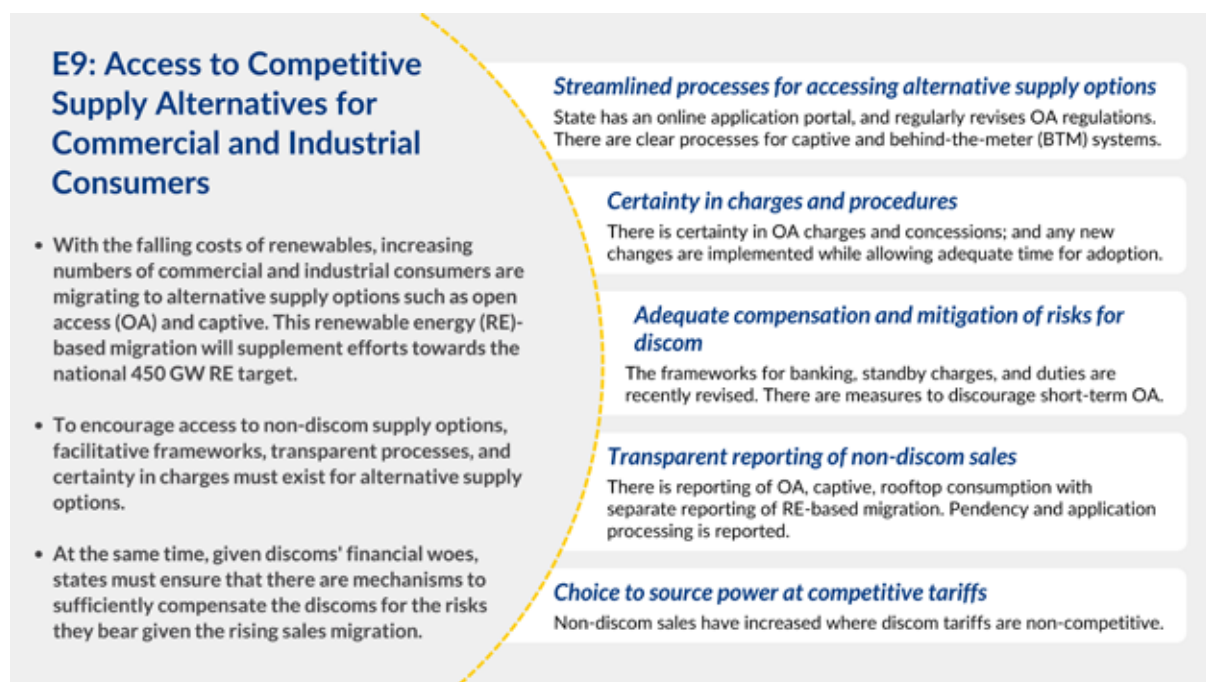 E9: Access to Competitive
Supply Alternatives for
Commercial and Industrial
Consumers
• With the falling costs of renewables, increasing
numbers of commercial and industrial consumers are
migrating to alternative supply options such as open
access (OA) and captive. This renewable energy (RE)-
based migration will supplement efforts towards the
national 450 GW RE target.
• To encourage access to non-discom supply options,
facilitative frameworks, transparent processes, and
certainty in charges must exist for alternative supply
options.
• At the same time, given discoms' financial woes,
states must ensure that there are mechanisms to
sufficiently compensate the discoms for the risks
they bear given the rising sales migration.
Streamlined processes for accessing alternative supply options
State has an online application portal, and regularly revises OA regulations.
There are clear processes for captive and behind-the-meter (BTM) systems.
Certainty in charges and procedures
There is certainty in OA charges and concessions; and any new
changes are implemented while allowing adequate time for adoption.
Adequate compensation and mitigation of risks for
discom
The frameworks for banking, standby charges, and duties are
recently revised. There are measures to discourage short-term OA.
Transparent reporting of non-discom sales
There is reporting of OA, captive, rooftop consumption with
separate reporting of RE-based migration. Pendency and application
processing is reported.
Choice to source power at competitive tariffs
Non-discom sales have increased where discom tariffs are non-competitive.